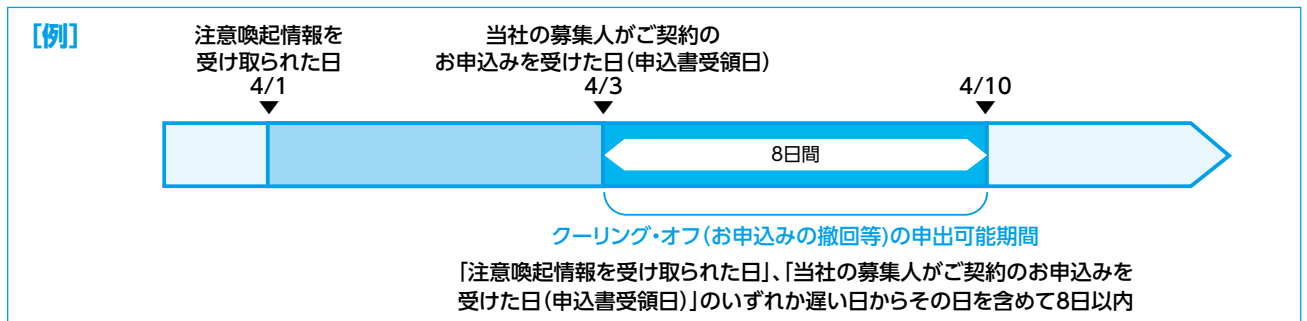 ［例］
注意喚起情報を
受け取られた日
4/1
当社の募集人がご契約の
お申込みを受けた日（申込書受領日）
4/3
4/10
8日間
クーリング・オフ（お申込みの撤回等）の申出可能期間
「注意喚起情報を受け取られた日」、「当社の募集人がご契約のお申込みを
受けた日（申込書受領日）」のいずれか遅い日からその日を含めて8日以内